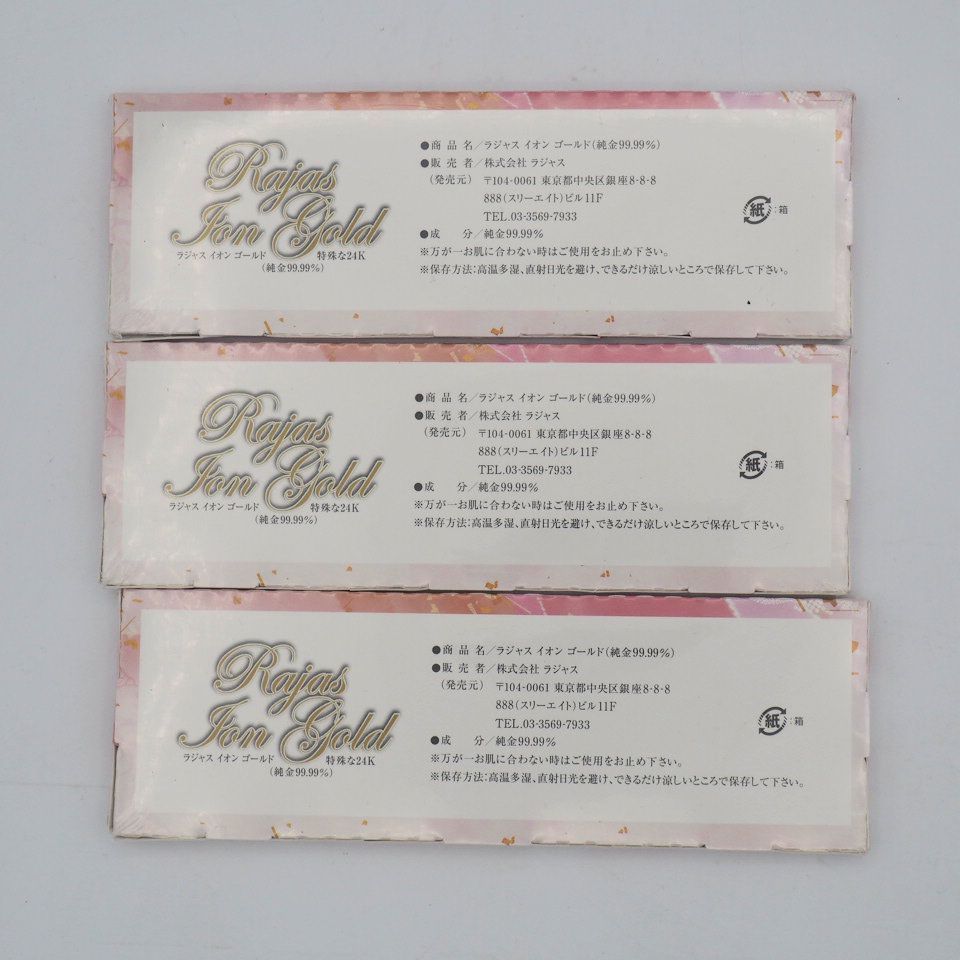 Rajas
Ion Gold
ラジャス イオン ゴールド 特殊な24K
(純金99.99%)
●商 品 名/ラジャス イオン ゴールド(純金99.99%)
●販 売 者/株式会社 ラジャス
(発売元) 〒104-0061 東京都中央区銀座8-8-8
888(スリーエイト)ビル11F
TEL.03-3569-7933
●成 分/純金99.99%
※万が一お肌に合わない時はご使用をお止め下さい。
※保存方法:高温多湿、直射日光を避け、できるだけ涼しいところで保存して下さい。
紙:箱
Rajas
Ion Gold
ラジャス イオン ゴールド 特殊な24K
(純金99.99%)
●商 品 名/ラジャス イオン ゴールド(純金99.99%)
●販 売 者/株式会社 ラジャス
(発売元) 〒104-0061 東京都中央区銀座8-8-8
888(スリーエイト)ビル11F
TEL.03-3569-7933
●成 分/純金99.99%
※万が一お肌に合わない時はご使用をお止め下さい。
※保存方法:高温多湿、直射日光を避け、できるだけ涼しいところで保存して下さい。
紙:箱
Rajas
Ion Gold
ラジャス イオン ゴールド 特殊な24K
(純金99.99%)
●商 品 名/ラジャス イオン ゴールド(純金99.99%)
●販 売 者/株式会社 ラジャス
(発売元) 〒104-0061 東京都中央区銀座8-8-8
888(スリーエイト)ビル11F
TEL.03-3569-7933
●成 分/純金99.99%
※万が一お肌に合わない時はご使用をお止め下さい。
※保存方法:高温多湿、直射日光を避け、できるだけ涼しいところで保存して下さい。
紙:箱